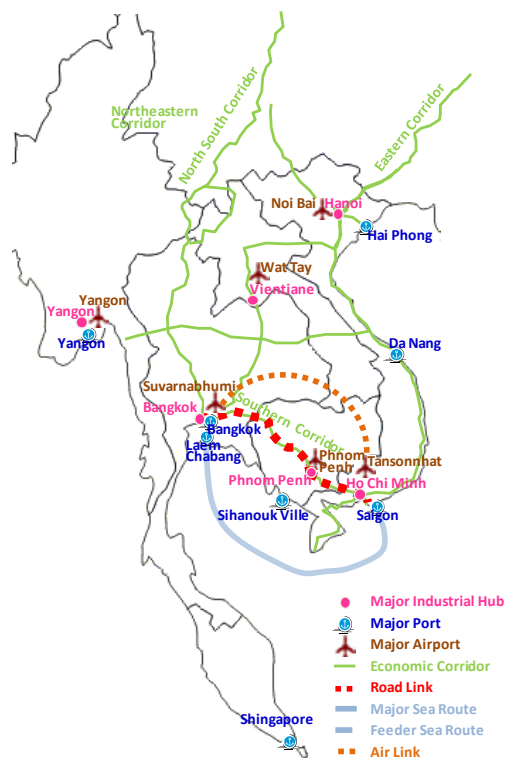 Northeastern
Corridor
North South Corridor
Eastern Corridor
Noi Bai
Hanoi
Hai Phong
Wat Tay
Vientiane
Yangon
Yangon
Yangon
Da Nang
Suvarnabhumi
Bangkok
Bangkok
Southern Corridor
Laem
Chabang
Phnom
Penh
Tansonnhat
Phnom Penh
Ho Chi Minh
Sihanouk Ville
Saigon
Major Industrial Hub
Major Port
Major Airport
Economic Corridor
Road Link
Major Sea Route
Feeder Sea Route
Air Link
Shingapore